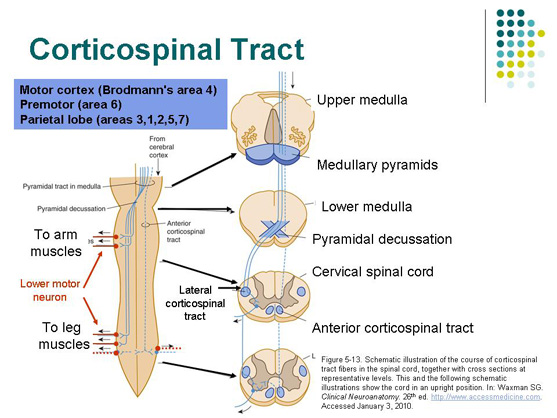 Corticospinal Tract
Motor cortex (Brodmann's area 4)
Premotor (area 6)
Parietal lobe (areas 3,1,2,5,7)
From
cerebral
cortex
Pyramidal tract in medulla
Pyramidal decussation
Anterior
corticospinal
tract
To arm
muscles
es
Lower motor
neuron
To leg
muscles
Lateral
corticospinal
tract
Upper medulla
Medullary pyramids
Lower medulla
Pyramidal decussation
Cervical spinal cord
Anterior corticospinal tract
L
Figure 5-13. Schematic illustration of the course of corticospinal
tract fibers in the spinal cord, together with cross sections at
representative levels. This and the following schematic
illustrations show the cord in an upright position. In: Waxman SG.
Clinical Neuroanatomy. 26th ed. http://www.accessmedicine.com.
Accessed January 3, 2010.